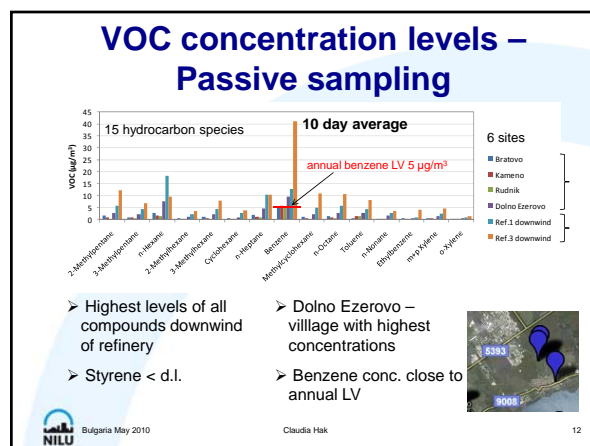 VOC concentration levels –
Passive sampling
15 hydrocarbon species
10 day average
annual benzene LV 5 µg/m³
VOC (µg/m³)
45
40
35
30
25
20
15
10
5
0
2-Methylpentane
3-Methylpentane
n-Hexane
2-Methylhexane
3-Methylhexane
Cyclohexane
n-Heptane
Benzene
Methylcyclohexane
n-Octane
Toluene
n-Nonane
Ethylbenzene
m+p Xylene
o-Xylene
6 sites
Bratovo
Kameno
Rudnik
Dolno Ezerovo
Ref.1 downwind
Ref.3 downwind
➢ Highest levels of all
compounds downwind
of refinery
➢ Styrene < d.l.
➢ Dolno Ezerovo –
villlage with highest
concentrations
➢ Benzene conc. close to
annual LV
5393
9008
NILU
Bulgaria May 2010
Claudia Hak
12